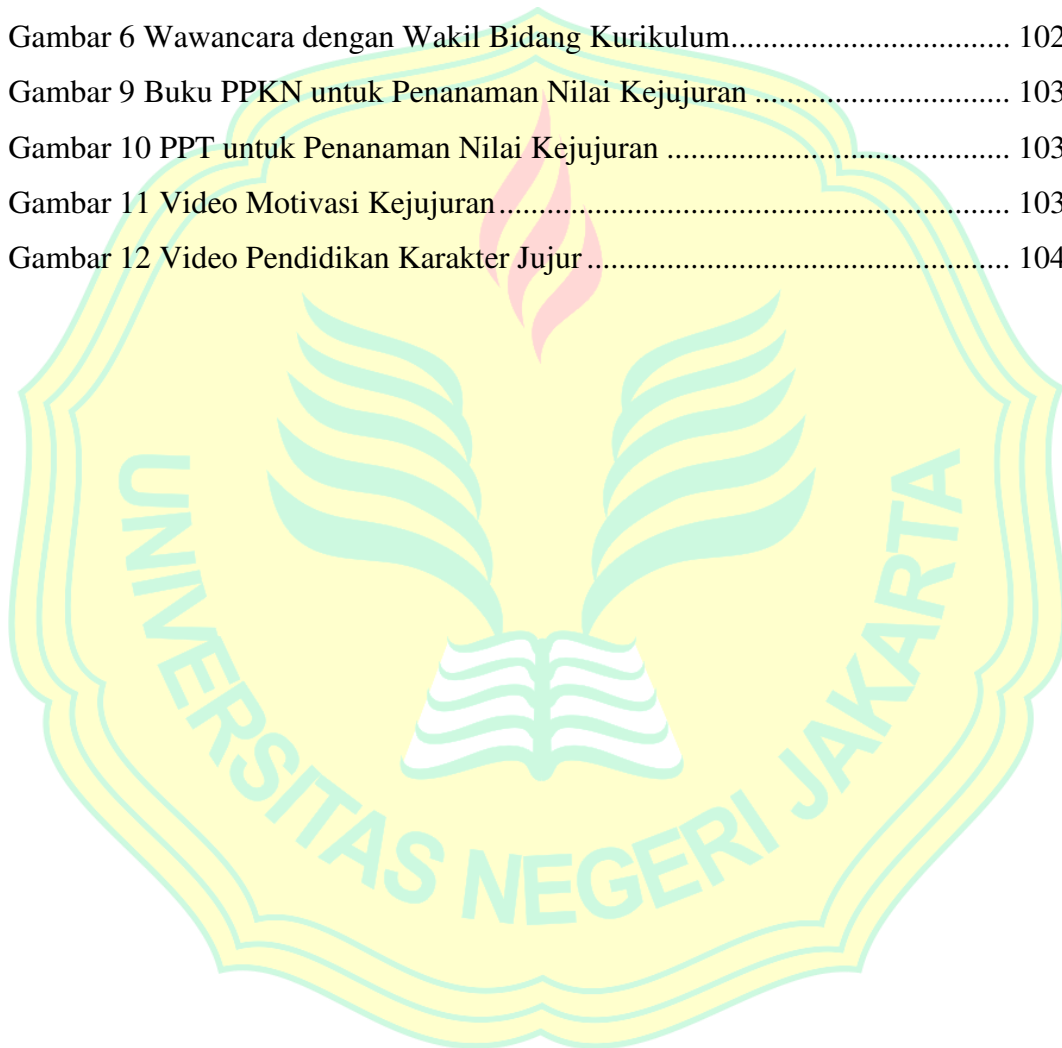 Gambar 6 Wawancara dengan Wakil Bidang Kurikulum.................................. 102
Gambar 9 Buku PPKN untuk Penanaman Nilai Kejujuran ............................... 103
Gambar 10 PPT untuk Penanaman Nilai Kejujuran .......................................... 103
Gambar 11 Video Motivasi Kejujuran............................................................... 103
Gambar 12 Video Pendidikan Karakter Jujur .................................................... 104
UNIVERSITAS NEGERI JAKARTA